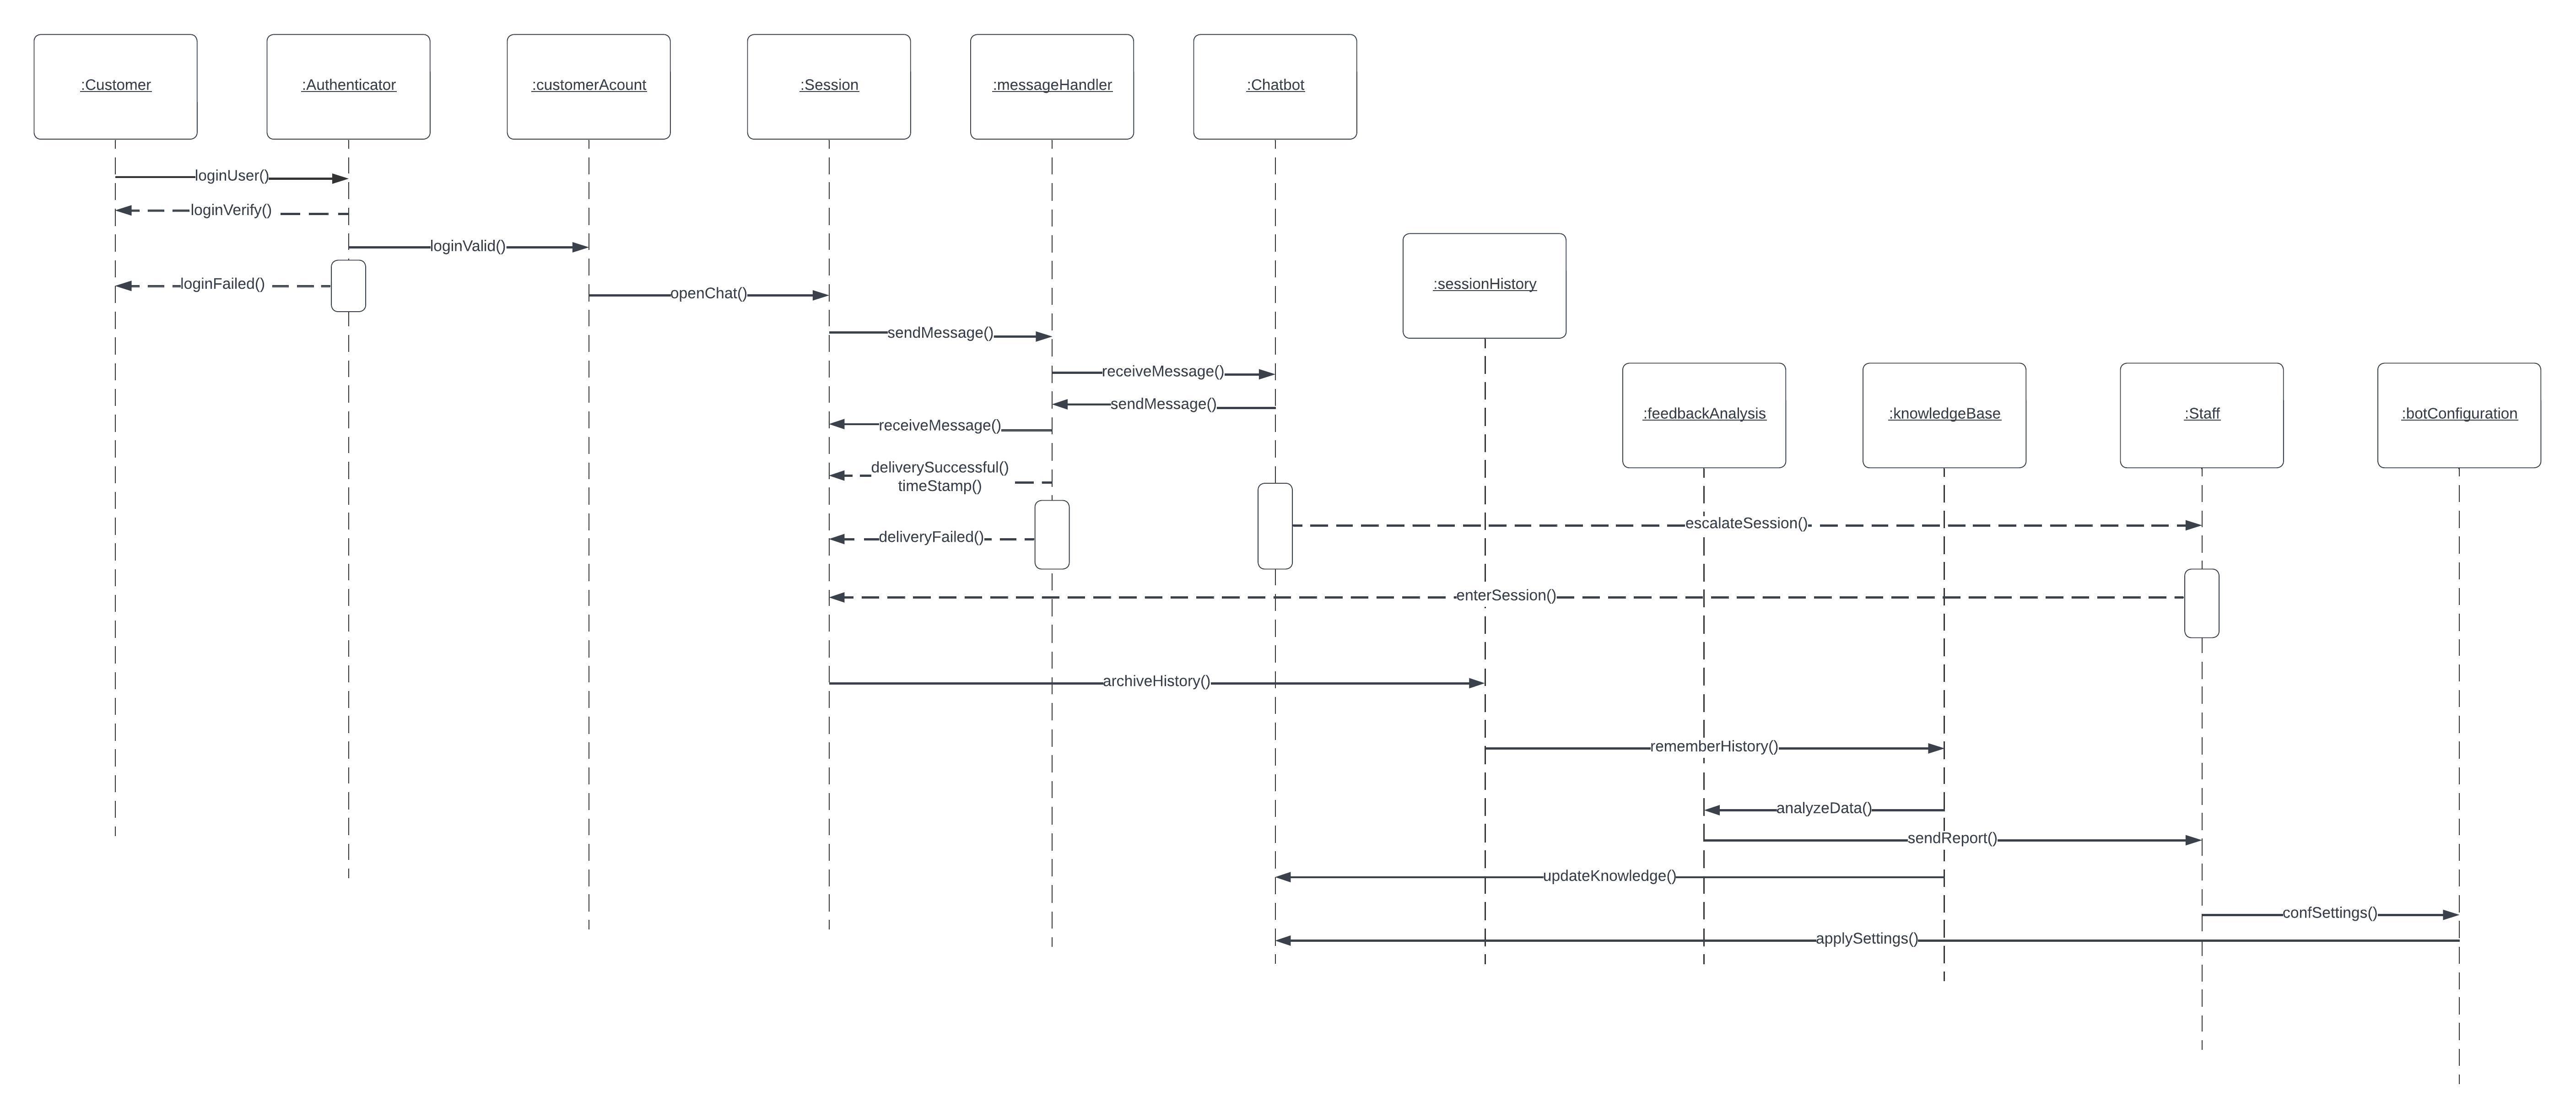 :Customer
:Authenticator
:customerAcount
:Session
:messageHandler
:Chatbot
loginUser()
loginVerify()
loginValid()
loginFailed()
openChat()
:sessionHistory
sendMessage()
receiveMessage()
sendMessage()
receiveMessage()
:feedbackAnalysis
:knowledgeBase
:Staff
:botConfiguration
deliverySuccessful()
timeStamp()
escalateSession()
deliveryFailed()
enterSession()
archiveHistory()
rememberHistory()
analyzeData()
sendReport()
updateKnowledge()
confSettings()
applySettings()